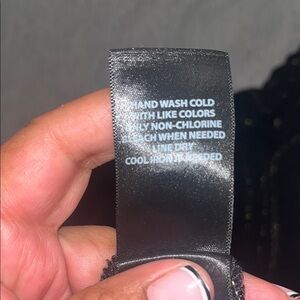 HAND WASH COLD
WITH LIKE COLORS
ONLY NON-CHLORINE
BLEACH WHEN NEEDED
LINE DRY
COOL IRON IF NEEDED